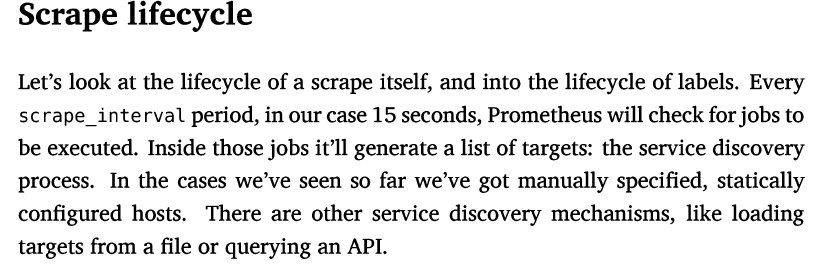 Scrape lifecycle
Let's look at the lifecycle of a scrape itself, and into the lifecycle of labels. Every
scrape_interval period, in our case 15 seconds, Prometheus will check for jobs to
be executed. Inside those jobs it'll generate a list of targets: the service discovery
process. In the cases we've seen so far we've got manually specified, statically
configured hosts. There are other service discovery mechanisms, like loading
targets from a file or querying an API.